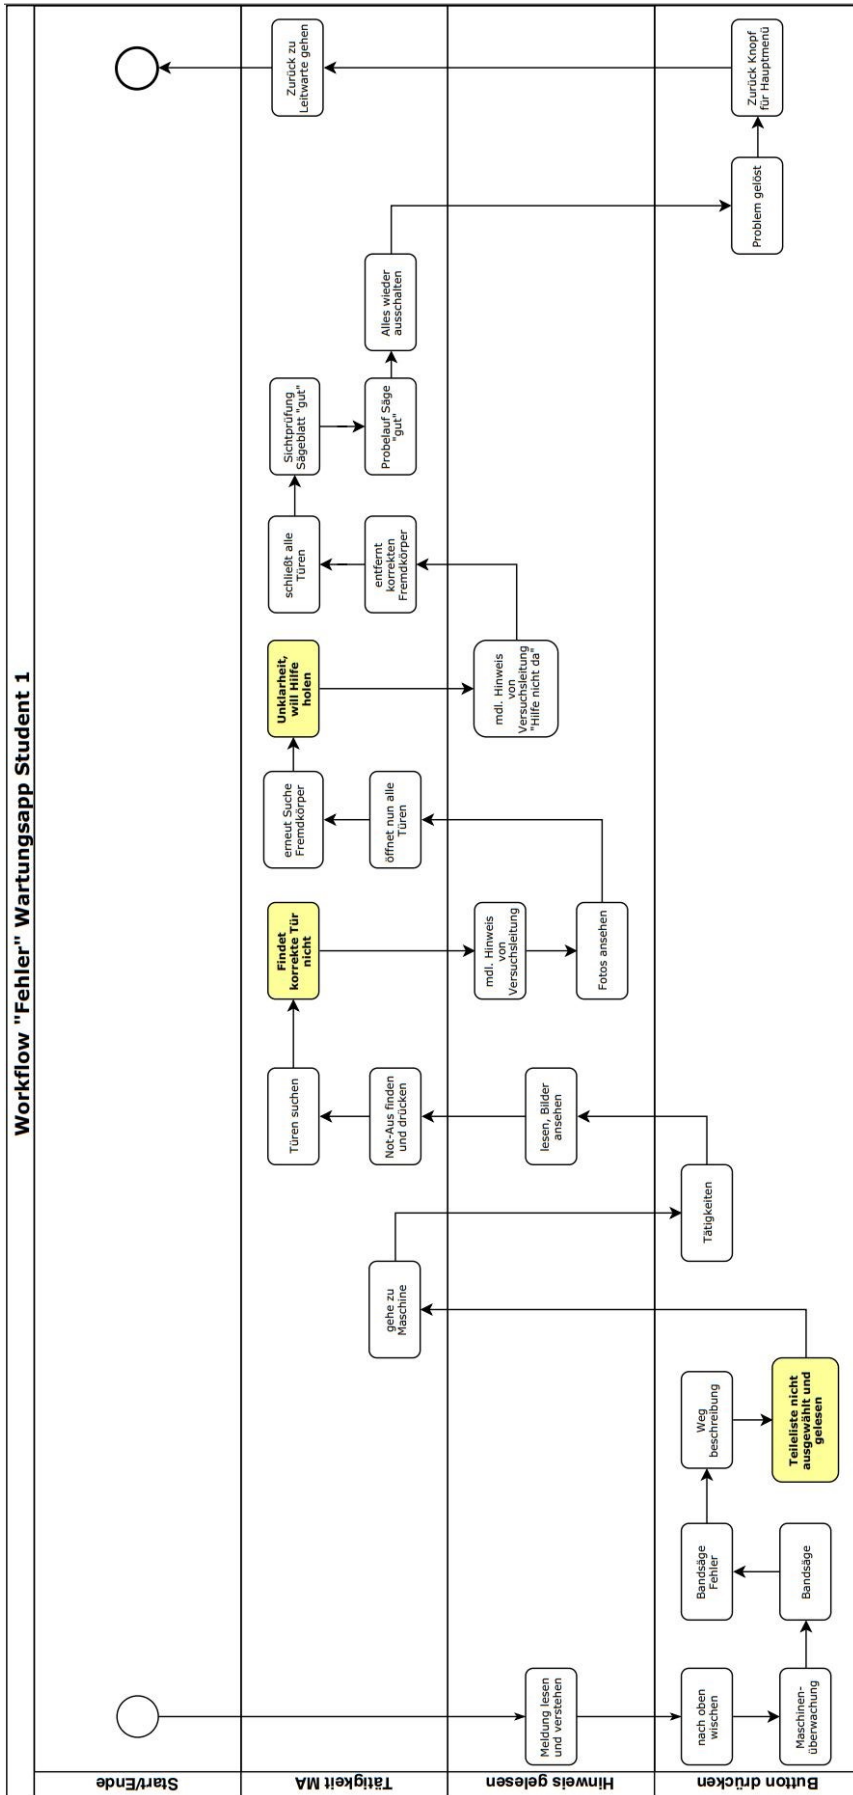 Workflow "Fehler" Wartungsapp Student 1
Start/Ende
Tätigkeit MA
Hinweis gelesen
Button drücken
Meldung lesen
und verstehen
nach oben
wischen
Maschinen-
überwachung
Bandsäge
Bandsäge
Fehler
Weg
beschreibung
Teileliste nicht
ausgewählt und
gelesen
gehe zu
Maschine
Tätigkeiten
lesen, Bilder
ansehen
Not-Aus finden
und drücken
Türen suchen
Findet
korrekte Tür
nicht
mdl. Hinweis
von
Versuchsleitung
Fotos ansehen
öffnet nun alle
Türen
erneut Suche
Fremdkörper
Unklarheit,
will Hilfe
holen
mdl. Hinweis
von
Versuchsleitung
"Hilfe nicht da"
entfernt
korrekten
Fremdkörper
schließt alle
Türen
Sichtprüfung
Sägeblatt "gut"
Probelauf Säge
"gut"
Alles wieder
ausschalten
Problem gelöst
Zurück Knopf
für Hauptmenü
Zurück zu
Leitwarte gehen